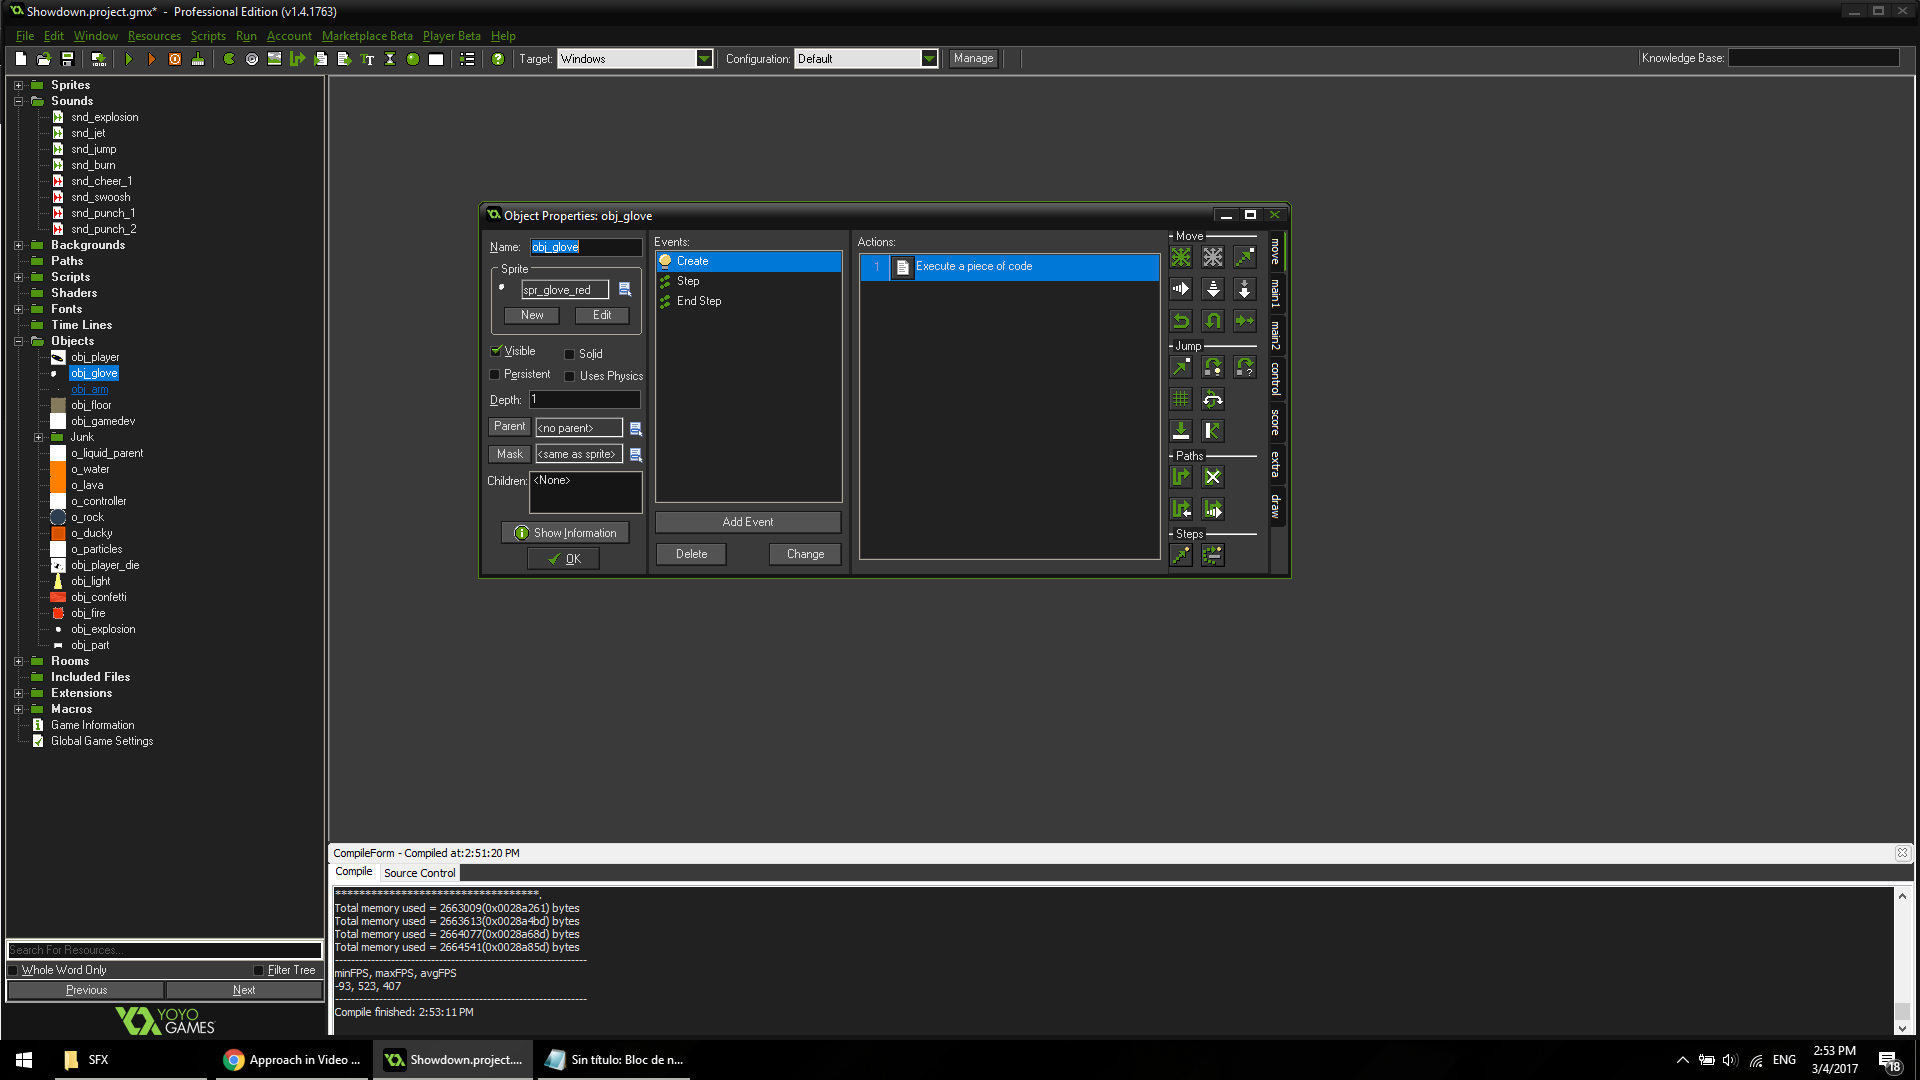 Showdown.project.gmx* - Professional Edition (v1.4.1763)
File Edit Window Resources Scripts Run Account Marketplace Beta Player Beta Help
Target: Windows Configuration: Default Manage Knowledge Base:
Sprites
Sounds
snd_explosion
snd_jet
snd_jump
snd_burn
snd_cheer_1
snd_swoosh
snd_punch_1
snd_punch_2
Backgrounds
Paths
Scripts
Shaders
Fonts
Time Lines
Objects
obj_player
obj_glove
obj_arm
obj_floor
obj_gamedev
Junk
o_liquid_parent
o_water
o_lava
o_controller
o_rock
o_ducky
o_particles
obj_player_die
obj_light
obj_confetti
obj_fire
obj_explosion
obj_part
Rooms
Included Files
Extensions
Macros
Game Information
Global Game Settings
Search For Resources...
Whole Word Only Filter Tree
Previous Next
YOYO
GAMES
Object Properties: obj_glove
Name: obj_glove
Sprite
spr_glove_red
New Edit
Visible Solid
Persistent Uses Physics
Depth: 1
Parent <no parent>
Mask <same as sprite>
Children: <None>
Show Information
OK
Events:
Create
Step
End Step
Add Event
Delete Change
Actions:
1 Execute a piece of code
Move
Jump
Paths
Steps
move
main1
main2
control
score
extra
draw
CompileForm - Compiled at:2:51:20 PM
Compile Source Control
***********************************.
Total memory used = 2663009(0x0028a261) bytes
Total memory used = 2663613(0x0028a4bd) bytes
Total memory used = 2664077(0x0028a68d) bytes
Total memory used = 2664541(0x0028a85d) bytes
minFPS, maxFPS, avgFPS
-93, 523, 407
Compile finished: 2:53:11 PM
SFX
Approach in Video ...
Showdown.project....
Sin título: Bloc de n...
ENG
2:53 PM
3/4/2017
18